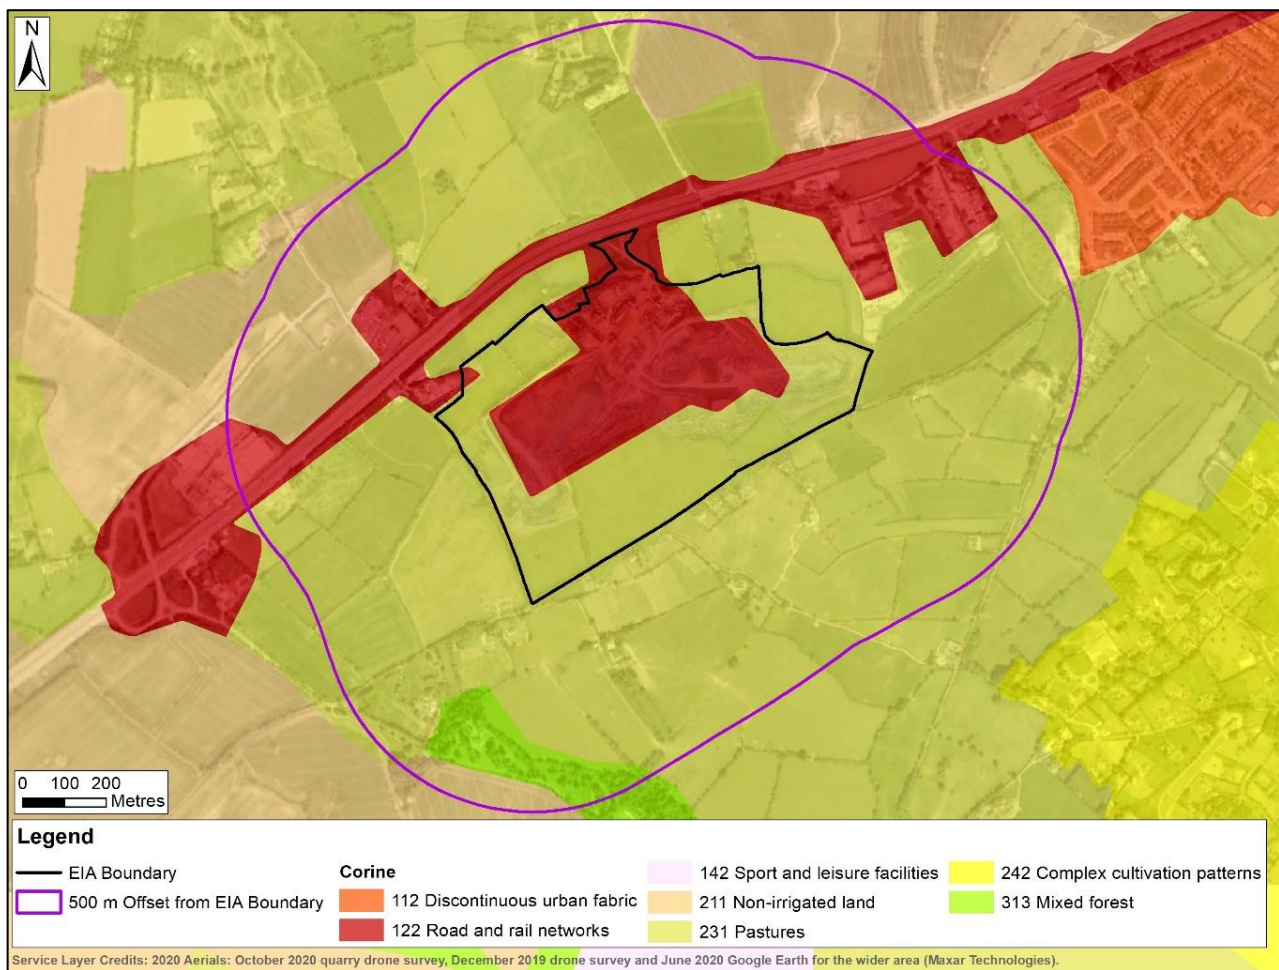 N
0 100 200
Metres
Legend
EIA Boundary
500 m Offset from EIA Boundary
Corine
112 Discontinuous urban fabric
122 Road and rail networks
142 Sport and leisure facilities
211 Non-irrigated land
231 Pastures
242 Complex cultivation patterns
313 Mixed forest
Service Layer Credits: 2020 Aerials: October 2020 quarry drone survey, December 2019 drone survey and June 2020 Google Earth for the wider area (Maxar Technologies).